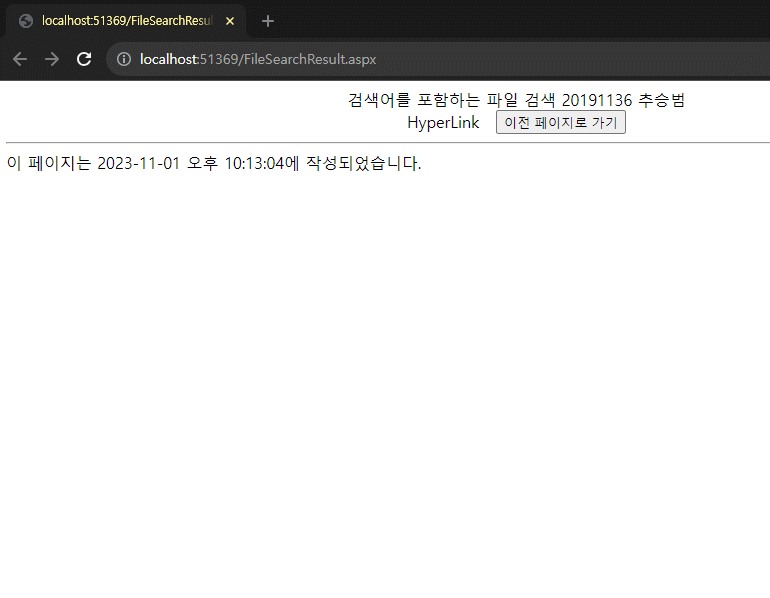 localhost:51369/FileSearchResul
localhost:51369/FileSearchResult.aspx
검색어를 포함하는 파일 검색 20191136 추승범
HyperLink 이전 페이지로 가기
이 페이지는 2023-11-01 오후 10:13:04에 작성되었습니다.